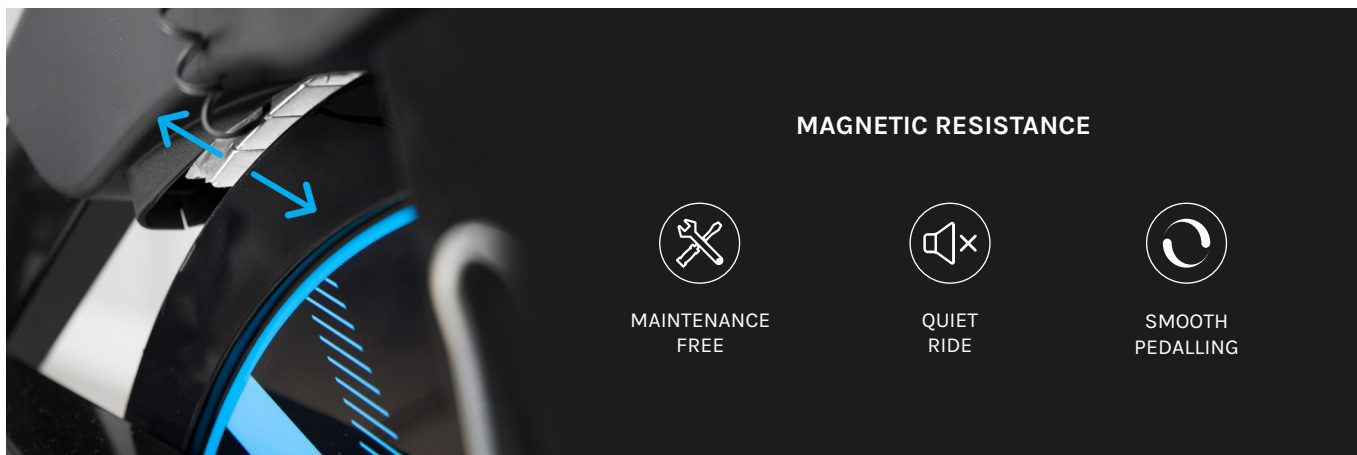 MAGNETIC RESISTANCE
MAINTENANCE
FREE
QUIET
RIDE
SMOOTH
PEDALLING